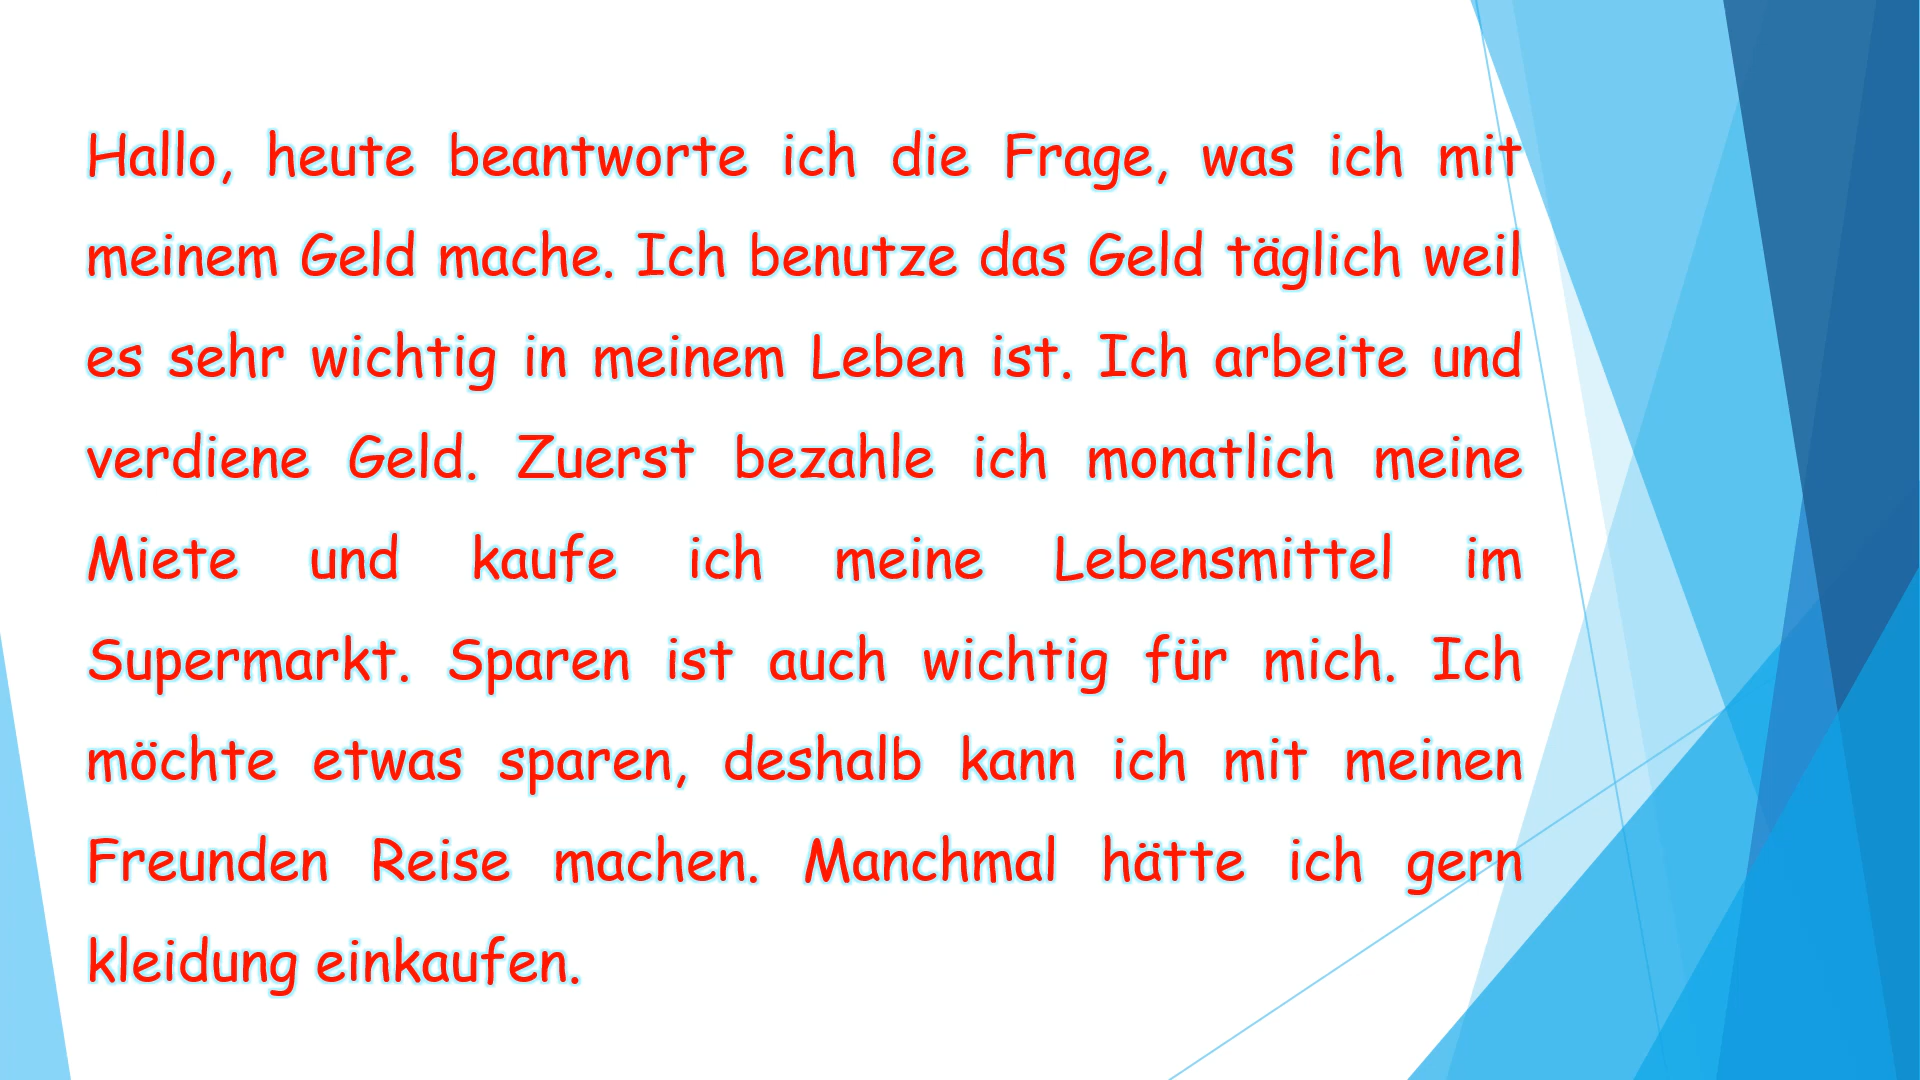 Hallo, heute beantworte ich die Frage, was ich mit
meinem Geld mache. Ich benutze das Geld täglich weil
es sehr wichtig in meinem Leben ist. Ich arbeite und
verdiene Geld. Zuerst bezahle ich monatlich meine
Miete und kaufe ich meine Lebensmittel im
Supermarkt. Sparen ist auch wichtig für mich. Ich
möchte etwas sparen, deshalb kann ich mit meinen
Freunden Reise machen. Manchmal hätte ich gern
kleidung einkaufen.